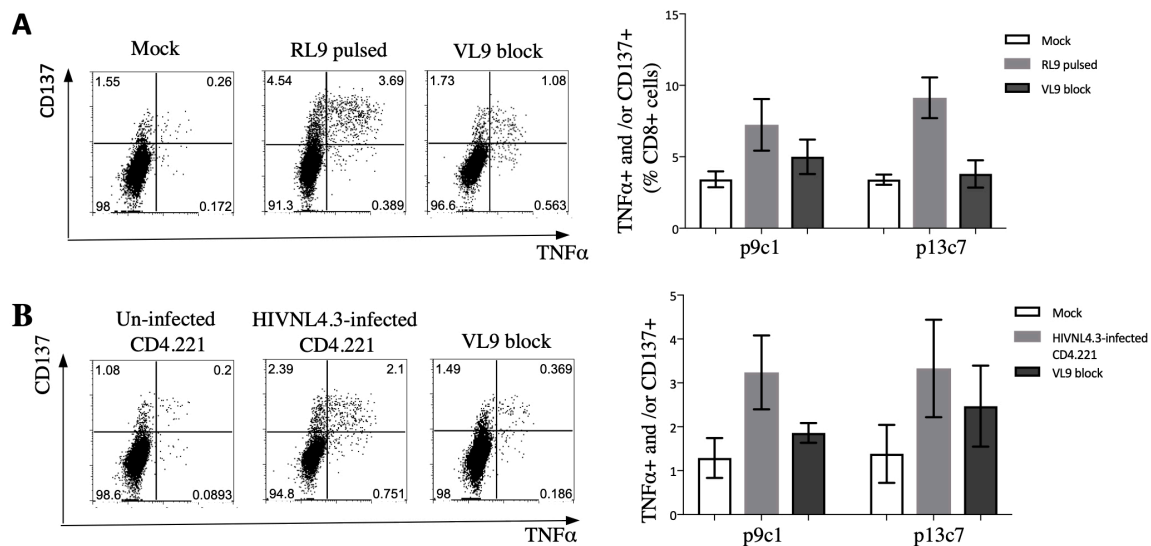 A
Mock
RL9 pulsed
VL9 block
CD137
1.55 0.26
98 0.172
4.54 3.69
91.3 0.389
1.73 1.08
96.6 0.563
TNFα
TNFα+ and /or CD137+
(% CD8+ cells)
15
10
5
0
p9c1
p13c7
Mock
RL9 pulsed
VL9 block
B
Un-infected
CD4.221
HIVNL4.3-infected
CD4.221
VL9 block
CD137
1.08 0.2
98.6 0.0893
2.39 2.1
94.8 0.751
1.49 0.369
98 0.186
TNFα
TNFα+ and /or CD137+
5
4
3
2
1
0
p9c1
p13c7
Mock
HIVNL4.3-infected
CD4.221
VL9 block